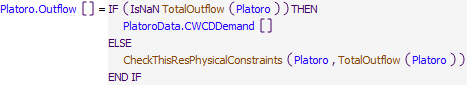 Platoro.Outflow [] = IF (IsNaN TotalOutflow (Platoro)) THEN
PlatoroData.CWCDDemand []
ELSE
CheckThisResPhysicalConstraints (Platoro, TotalOutflow (Platoro))
END IF